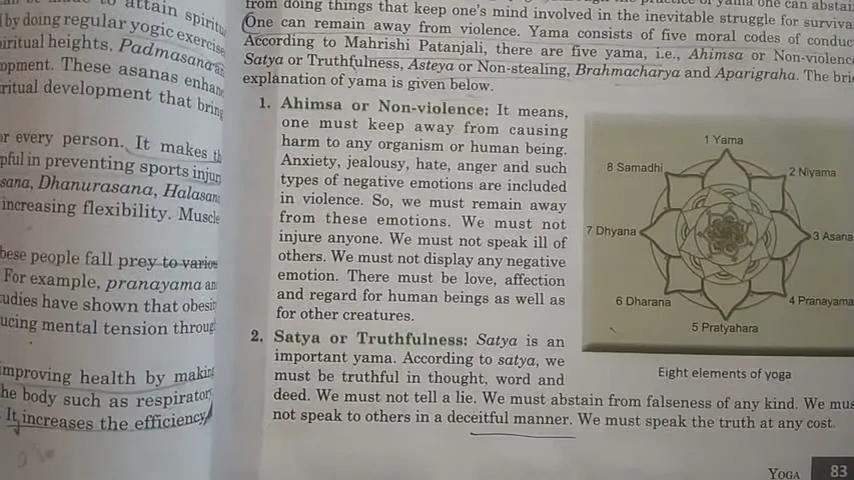 attain spiritu
by doing regular yogic exercise
piritual heights. Padmasana an
opment. These asanas enhan
ritual development that bring
or every person. It makes th
pful in preventing sports injur
sana, Dhanurasana, Halasan
increasing flexibility. Muscle
hese people fall prey to variou
For example, pranayama an
tudies have shown that obesit
ucing mental tension throug
improving health by making
he body such as respirator
It increases the efficiency
from doing things that keep one's mind involved in the inevitable struggle for surviva
One can remain away from violence. Yama consists of five moral codes of conduc
According to Mahrishi Patanjali, there are five yama, i.e., Ahimsa or Non-violenc
Satya or Truthfulness, Asteya or Non-stealing, Brahmacharya and Aparigraha. The brie
explanation of yama is given below.
1. Ahimsa or Non-violence: It means,
one must keep away from causing
harm to any organism or human being.
Anxiety, jealousy, hate, anger and such
types of negative emotions are included
in violence. So, we must remain away
from these emotions. We must not
injure anyone. We must not speak ill of
others. We must not display any negative
emotion. There must be love, affection
and regard for human beings as well as
for other creatures.
1 Yama
2 Niyama
3 Asana
4 Pranayama
5 Pratyahara
6 Dharana
7 Dhyana
8 Samadhi
Eight elements of yoga
2. Satya or Truthfulness: Satya is an
important yama. According to satya, we
must be truthful in thought, word and
deed. We must not tell a lie. We must abstain from falseness of any kind. We mus
not speak to others in a deceitful manner. We must speak the truth at any cost.
YOGA 83